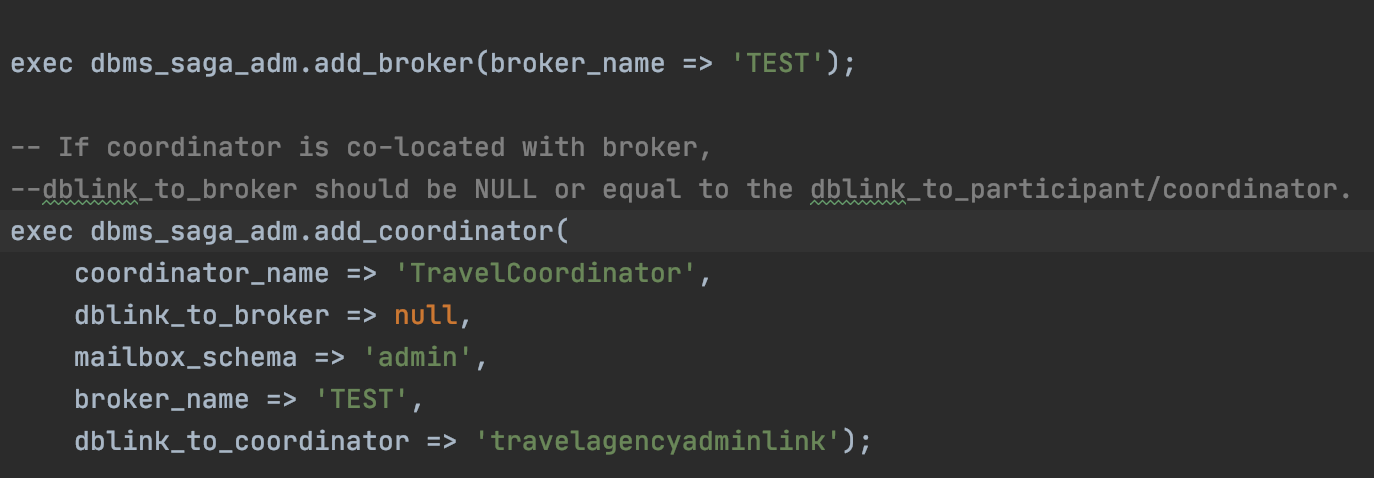 exec dbms_saga_adm.add_broker(broker_name => 'TEST');
-- If coordinator is co-located with broker,
--dblink_to_broker should be NULL or equal to the dblink_to_participant/coordinator.
exec dbms_saga_adm.add_coordinator(
    coordinator_name => 'TravelCoordinator',
    dblink_to_broker => null,
    mailbox_schema => 'admin',
    broker_name => 'TEST',
    dblink_to_coordinator => 'travelagencyadminlink');